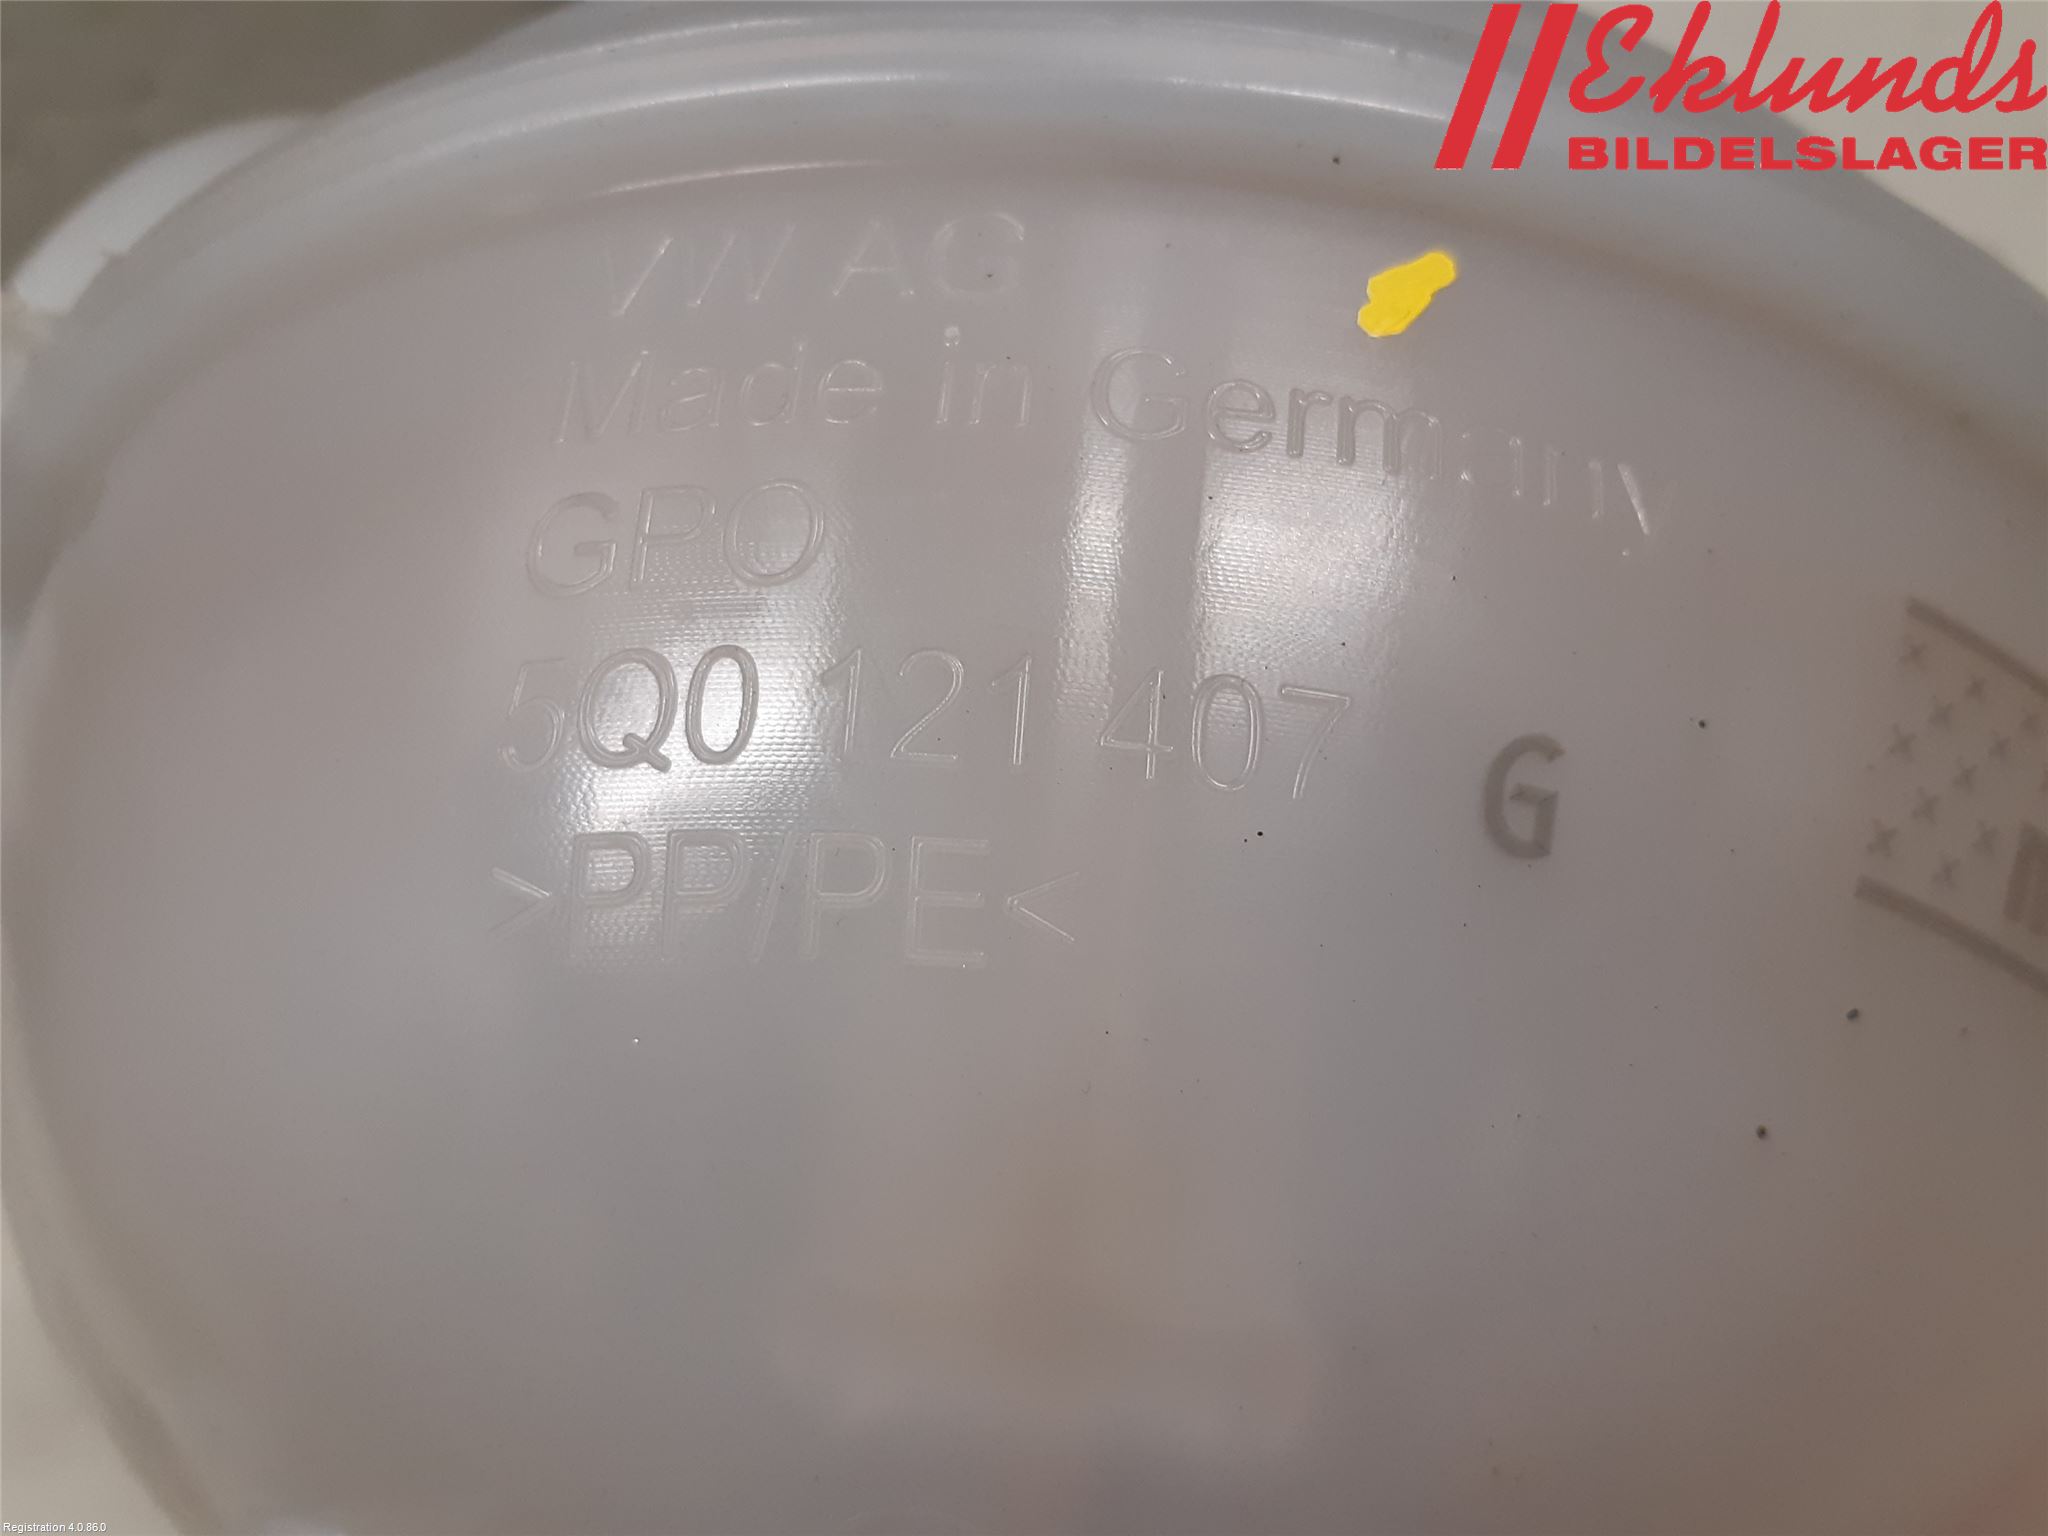 Eklunds
BILDELSLAGER
VW AG
Made in Germany
GPO
5Q0 121 407 G
>PP/PE<
Registration 4.0.86.0